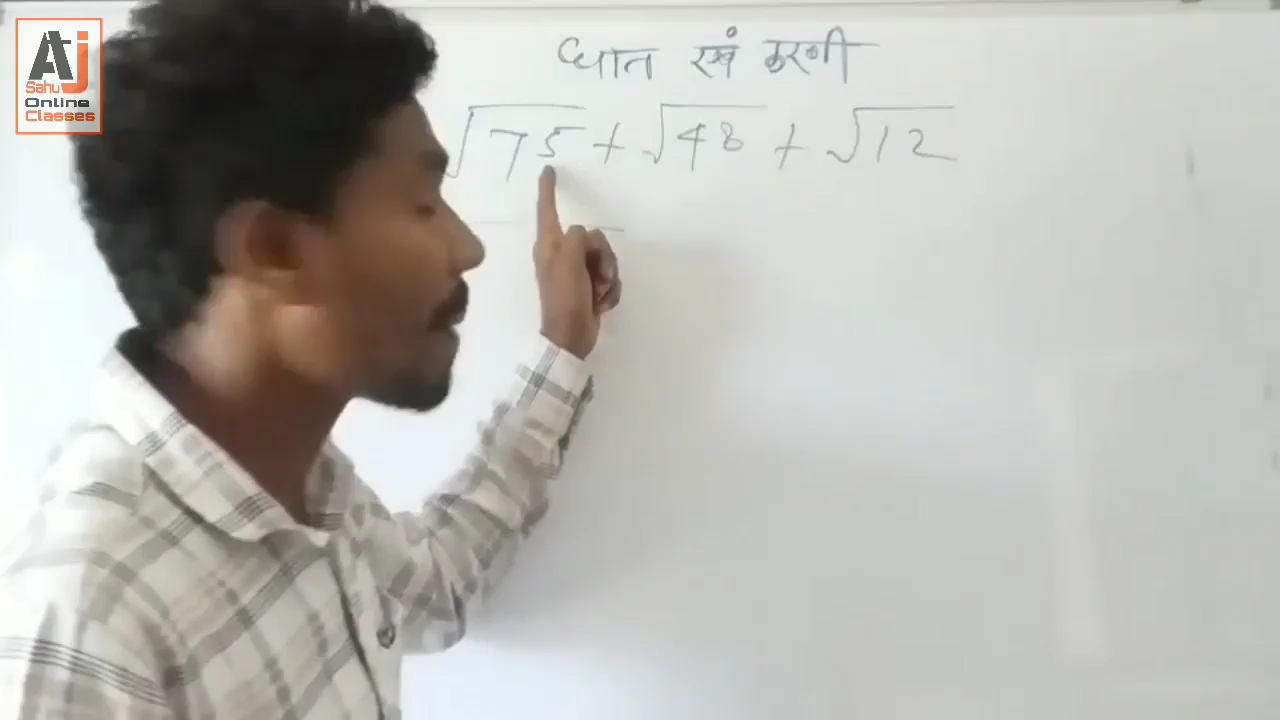 AJ
Sahu
Online
Classes
घात एवं करणी
√75 + √48 + √12